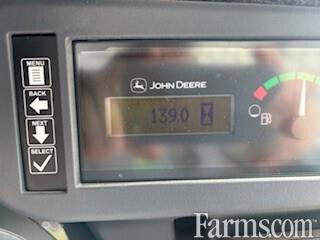 MENU
BACK
NEXT
SELECT
JOHN DEERE
139.0
Farms.com